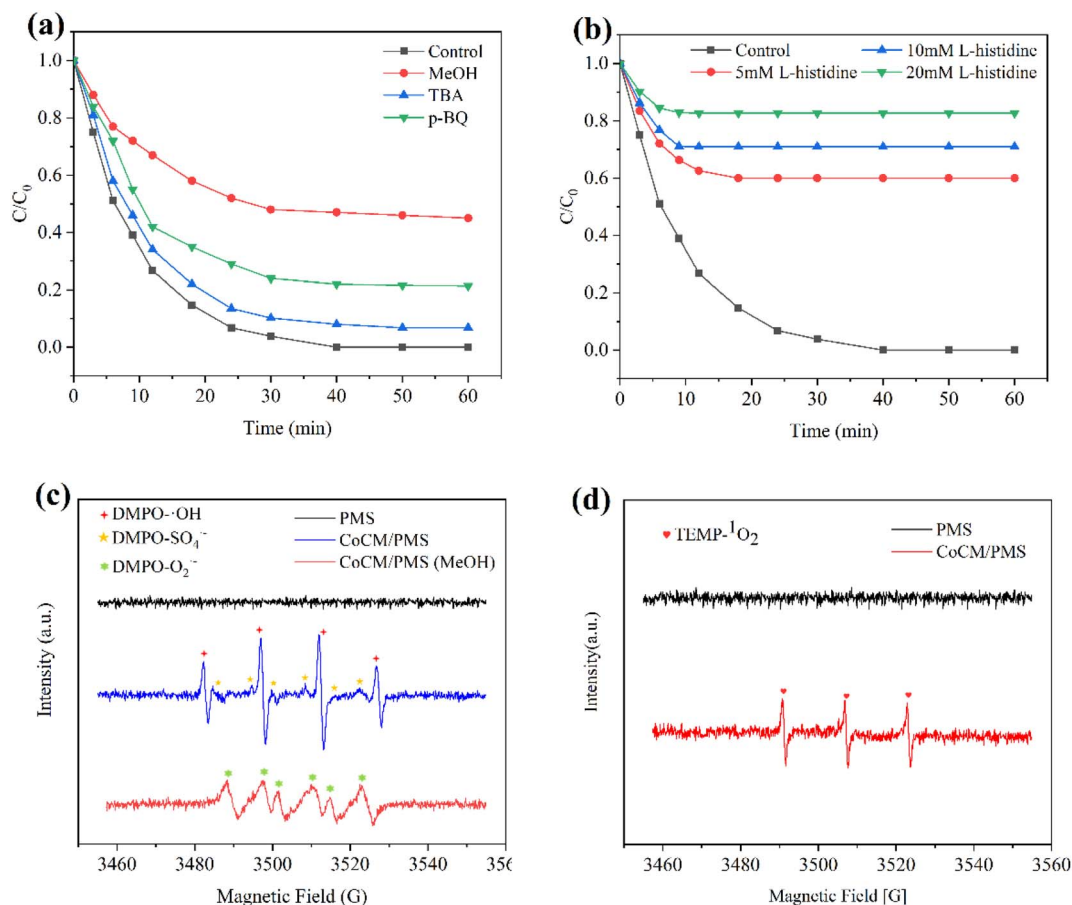 (a)
Control
MeOH
TBA
p-BQ
1.0
0.8
0.6
0.4
0.2
0.0
C/C₀
0 10 20 30 40 50 60
Time (min)
(b)
Control 10mM L-histidine
5mM L-histidine 20mM L-histidine
1.0
0.8
0.6
0.4
0.2
0.0
C/C₀
0 10 20 30 40 50 60
Time (min)
(c)
DMPO-·OH
DMPO-SO₄·⁻
DMPO-O₂·⁻
PMS
CoCM/PMS
CoCM/PMS (MeOH)
Intensity (a.u.)
3460 3480 3500 3520 3540 356
Magnetic Field (G)
(d)
TEMP-¹O₂
PMS
CoCM/PMS
Intensity(a.u.)
3460 3480 3500 3520 3540 3560
Magnetic Field [G]